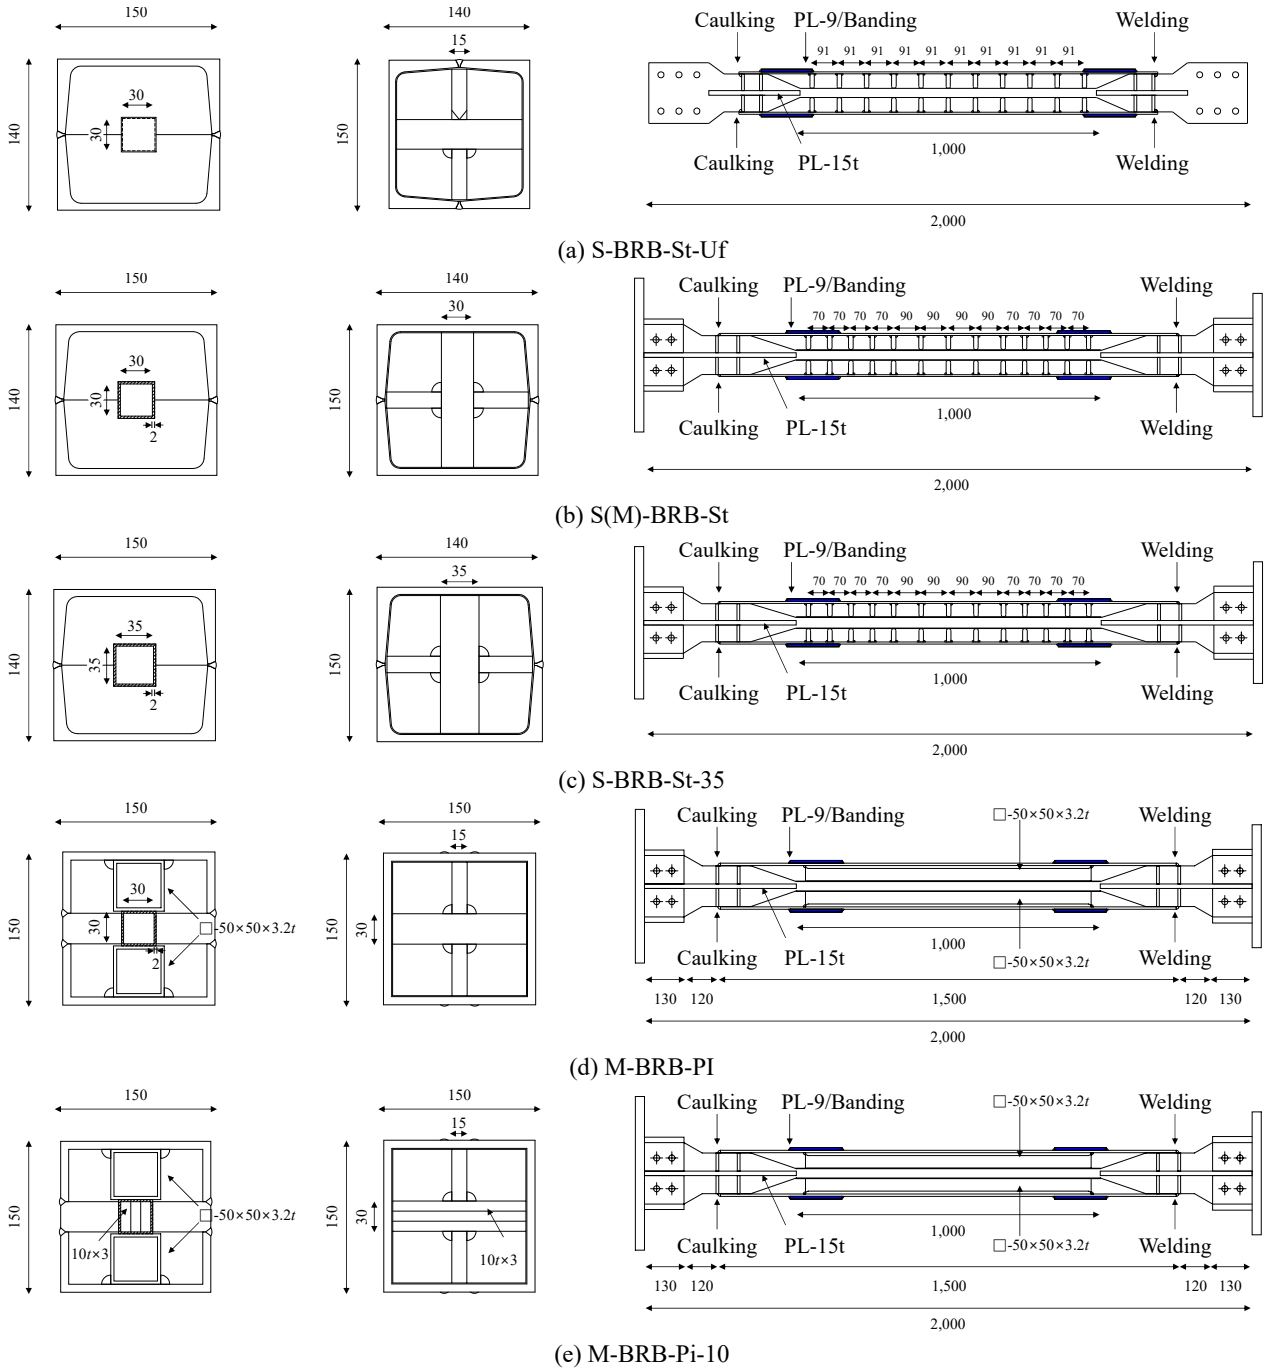 150
140
30
30
140
15
150
Caulking PL-9/Banding Welding
91 91 91 91 91 91 91 91 91 91
1,000
Caulking PL-15t Welding
2,000
(a) S-BRB-St-Uf
150
140
30
30
2
140
30
150
Caulking PL-9/Banding Welding
70 70 70 70 90 90 90 90 70 70 70 70
1,000
Caulking PL-15t Welding
2,000
(b) S(M)-BRB-St
150
140
35
35
2
140
35
150
Caulking PL-9/Banding Welding
70 70 70 70 90 90 90 90 70 70 70 70
1,000
Caulking PL-15t Welding
2,000
(c) S-BRB-St-35
150
150
30
30
2
□-50×50×3.2t
150
15
150
30
Caulking PL-9/Banding □-50×50×3.2t Welding
1,000
Caulking PL-15t □-50×50×3.2t Welding
130 120 1,500 120 130
2,000
(d) M-BRB-PI
150
150
□-50×50×3.2t
10t×3
150
15
150
30
10t×3
Caulking PL-9/Banding □-50×50×3.2t Welding
1,000
Caulking PL-15t □-50×50×3.2t Welding
130 120 1,500 120 130
2,000
(e) M-BRB-Pi-10